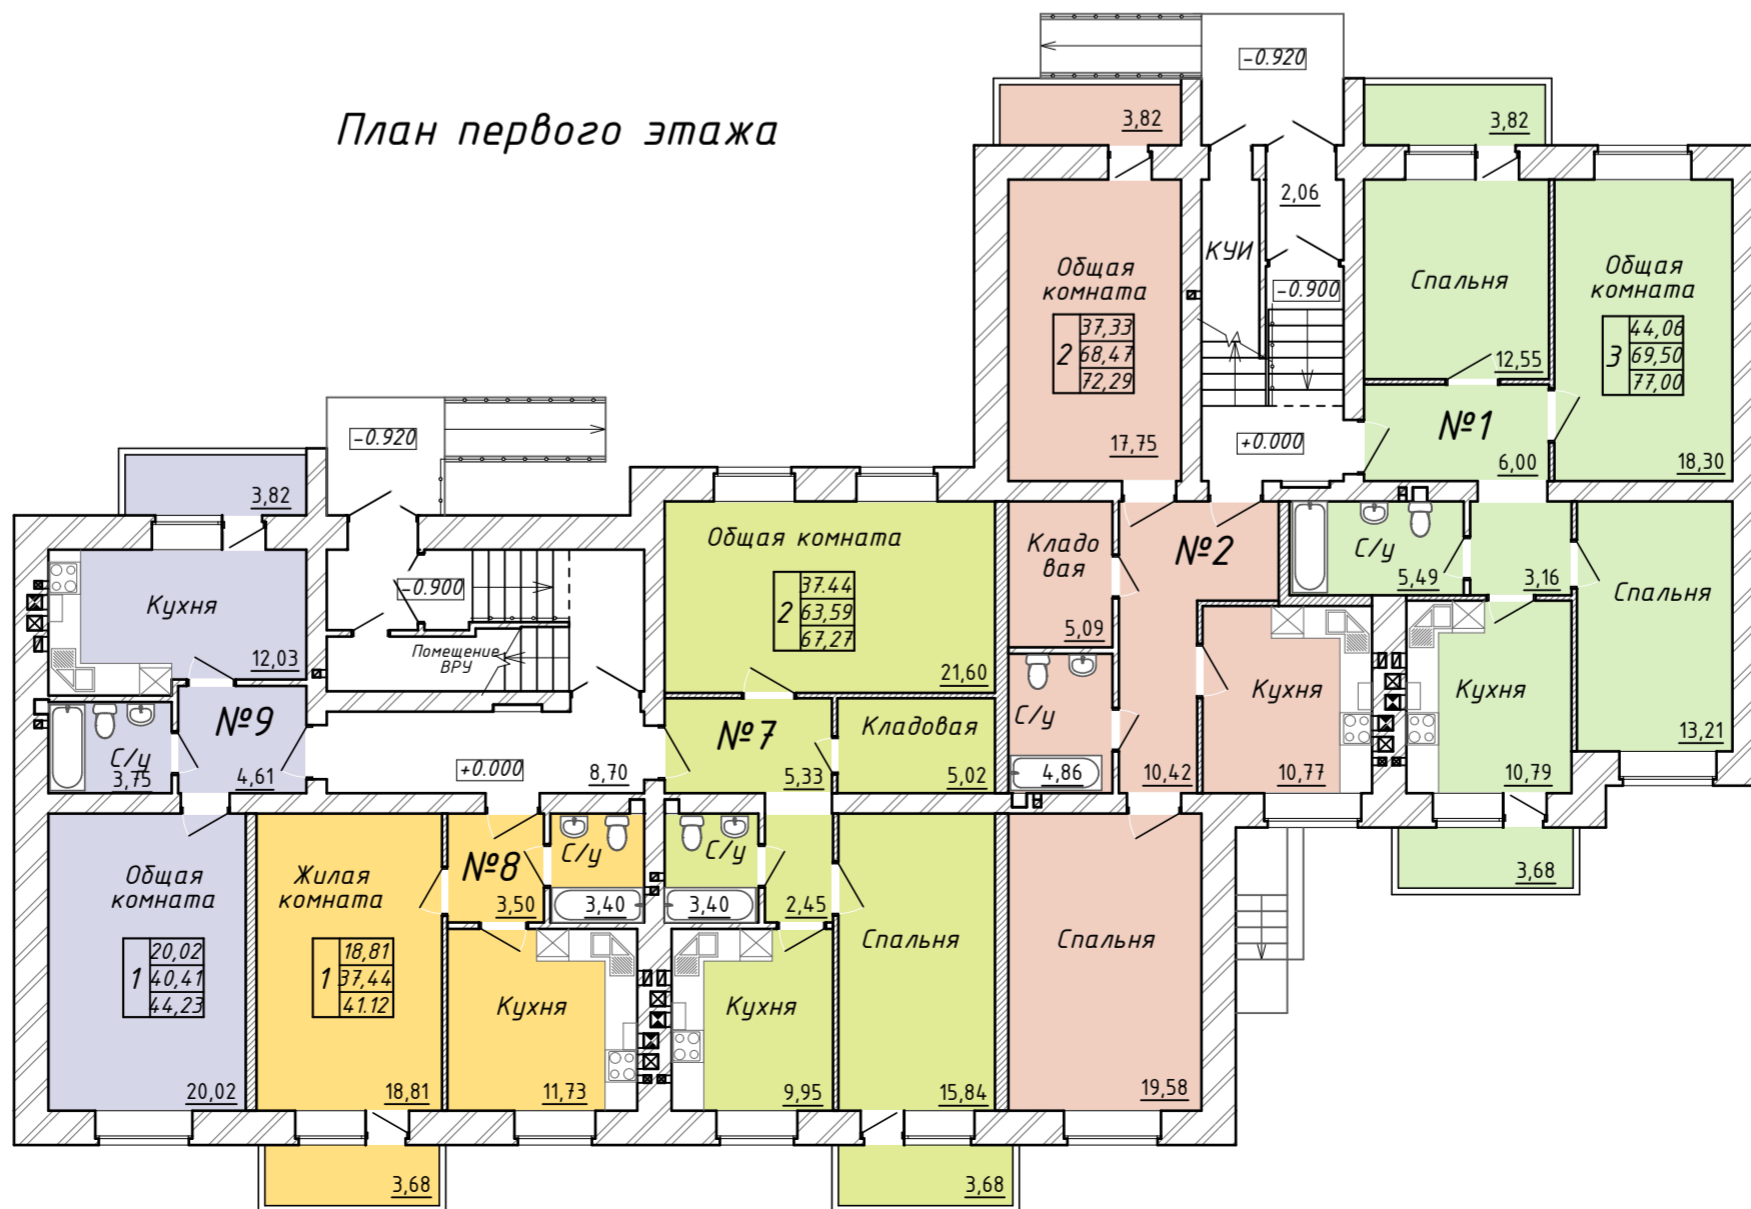 План первого этажа
-0.920
3,82
3,82
2,06
КУИ
-0.900
Общая
комната
2
37.33
68,47
72,29
17,75
Спальня
12,55
Общая
комната
3
44,06
69,50
77,00
18,30
+0.000
№1
6,00
-0.920
3,82
-0.900
Помещение
ВРУ
Кухня
12,03
Общая комната
2
37.44
63,59
67,27
21,60
Кладо
вая
5,09
№2
С/у
5,49
3,16
Спальня
13,21
С/у
4,86
10,42
Кухня
10,77
Кухня
10,79
3,68
С/у
3,75
№9
4,61
+0.000
8,70
№7
5,33
Кладовая
5,02
Общая
комната
1
20,02
40,41
44,23
20,02
Жилая
комната
1
18,81
37,44
41.12
18,81
№8
3,50
С/у
3,40
С/у
3,40
2,45
Кухня
11,73
Кухня
9,95
Спальня
15,84
Спальня
19,58
3,68
3,68